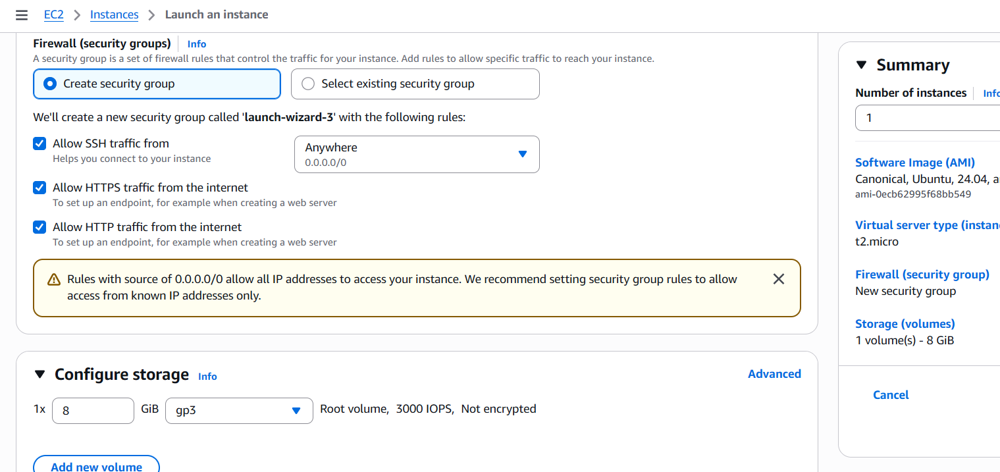 EC2 > Instances > Launch an instance
Firewall (security groups) Info
A security group is a set of firewall rules that control the traffic for your instance. Add rules to allow specific traffic to reach your instance.
Create security group
Select existing security group
We'll create a new security group called 'launch-wizard-3' with the following rules:
Allow SSH traffic from
Helps you connect to your instance
Anywhere
0.0.0.0/0
Allow HTTPS traffic from the internet
To set up an endpoint, for example when creating a web server
Allow HTTP traffic from the internet
To set up an endpoint, for example when creating a web server
Rules with source of 0.0.0.0/0 allow all IP addresses to access your instance. We recommend setting security group rules to allow
access from known IP addresses only.
Configure storage Info
Advanced
1x 8 GiB gp3 Root volume, 3000 IOPS, Not encrypted
Add new volume
Summary
Number of instances Info
1
Software Image (AMI)
Canonical, Ubuntu, 24.04,
ami-0ecb62995f68bb549
Virtual server type (instan
t2.micro
Firewall (security group)
New security group
Storage (volumes)
1 volume(s) - 8 GiB
Cancel